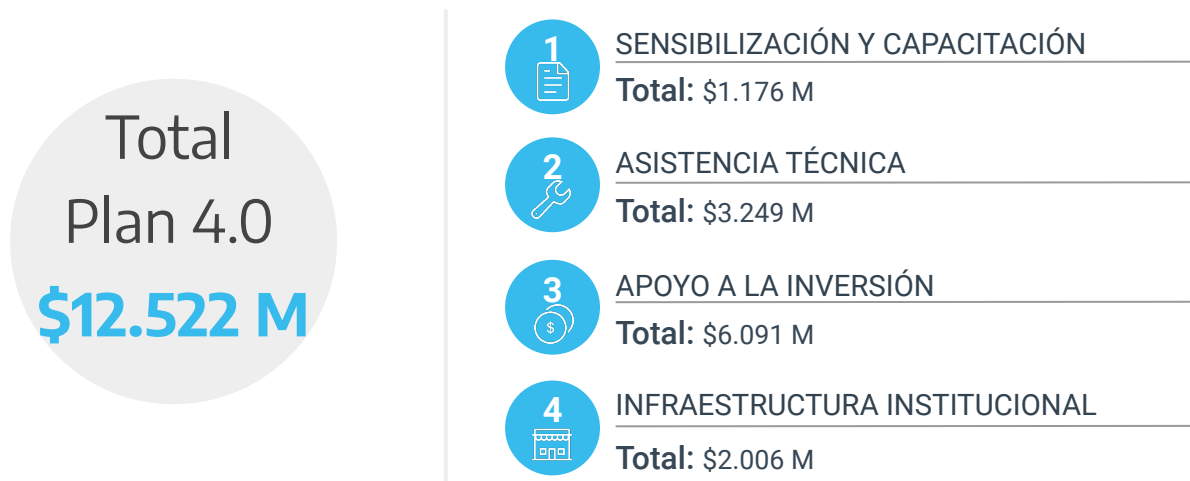 Total
Plan 4.0
$12.522 M
1
SENSIBILIZACIÓN Y CAPACITACIÓN
Total: $1.176 M
2
ASISTENCIA TÉCNICA
Total: $3.249 M
3
APOYO A LA INVERSIÓN
$
Total: $6.091 M
4
INFRAESTRUCTURA INSTITUCIONAL
Total: $2.006 M